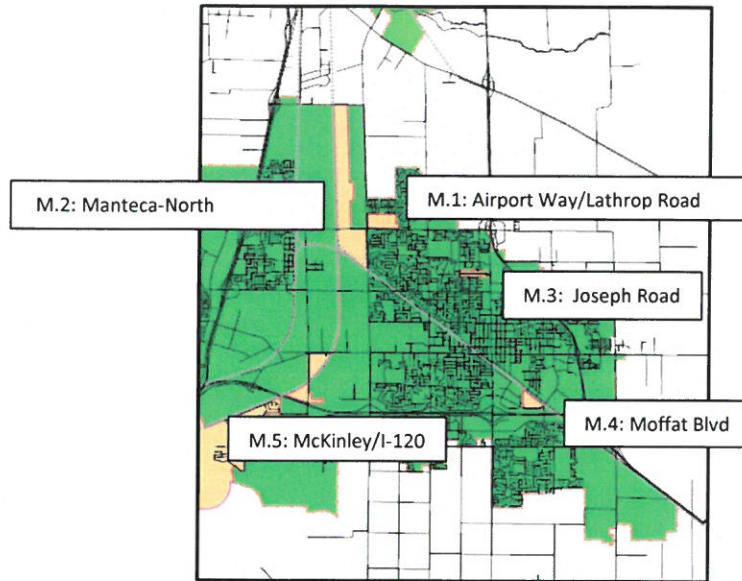 M.2: Manteca-North
M.1: Airport Way/Lathrop Road
M.3: Joseph Road
M.4: Moffat Blvd
M.5: McKinley/I-120